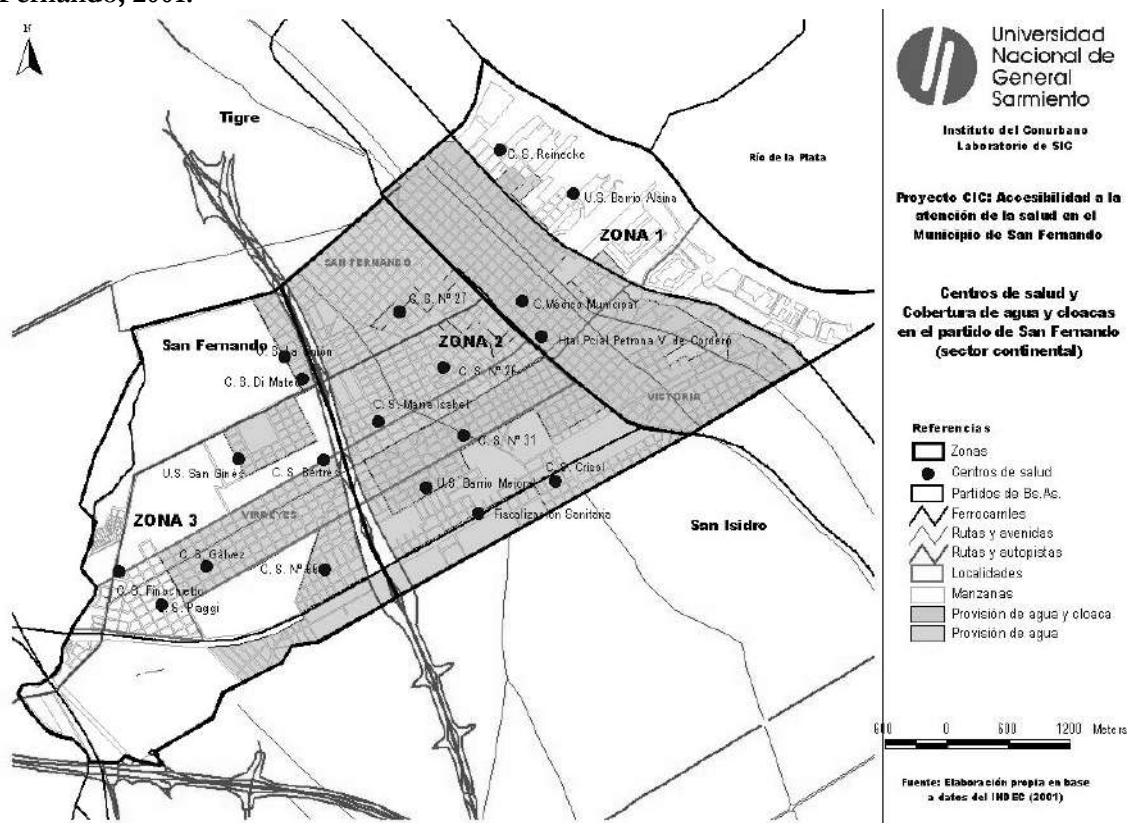 Fernando, 2001.
N
Tigre
C. S. Reinecke
Río de la Plata
U.S. Barrio Alsina
ZONA 1
SAN FERNANDO
C. S. Nº 27
C.Médico Municipal
San Fernando
ZONA 2
Htal.Pcial Petrona V. de Cordero
C. S. Di Mateo
C. S. Nº 26
C. S. Maria Isabel
VICTORIA
C. S. Nº 31
U.S. San Ginés
C. S. Bertres
C. S. Crisol
U.S. Barrio Mejoral
ZONA 3
VIRREYES
Fiscalización Sanitaria
San Isidro
C. S. Gálvez
C. S. Nº
C. S. Finochietto
C. S. Piaggi
Universidad
Nacional de
General
Sarmiento
Instituto del Conurbano
Laboratorio de SIG
Proyecto CIC: Accesibilidad a la
atención de la salud en el
Municipio de San Fernando
Centros de salud y
Cobertura de agua y cloacas
en el partido de San Fernando
(sector continental)
Referencias
Zonas
Centros de salud
Partidos de Bs.As.
Ferrocarriles
Rutas y avenidas
Rutas y autopistas
Localidades
Manzanas
Provisión de agua y cloaca
Provisión de agua
600 0 600 1200 Meters
Fuente: Elaboración propia en base
a datos del INDEC (2001)